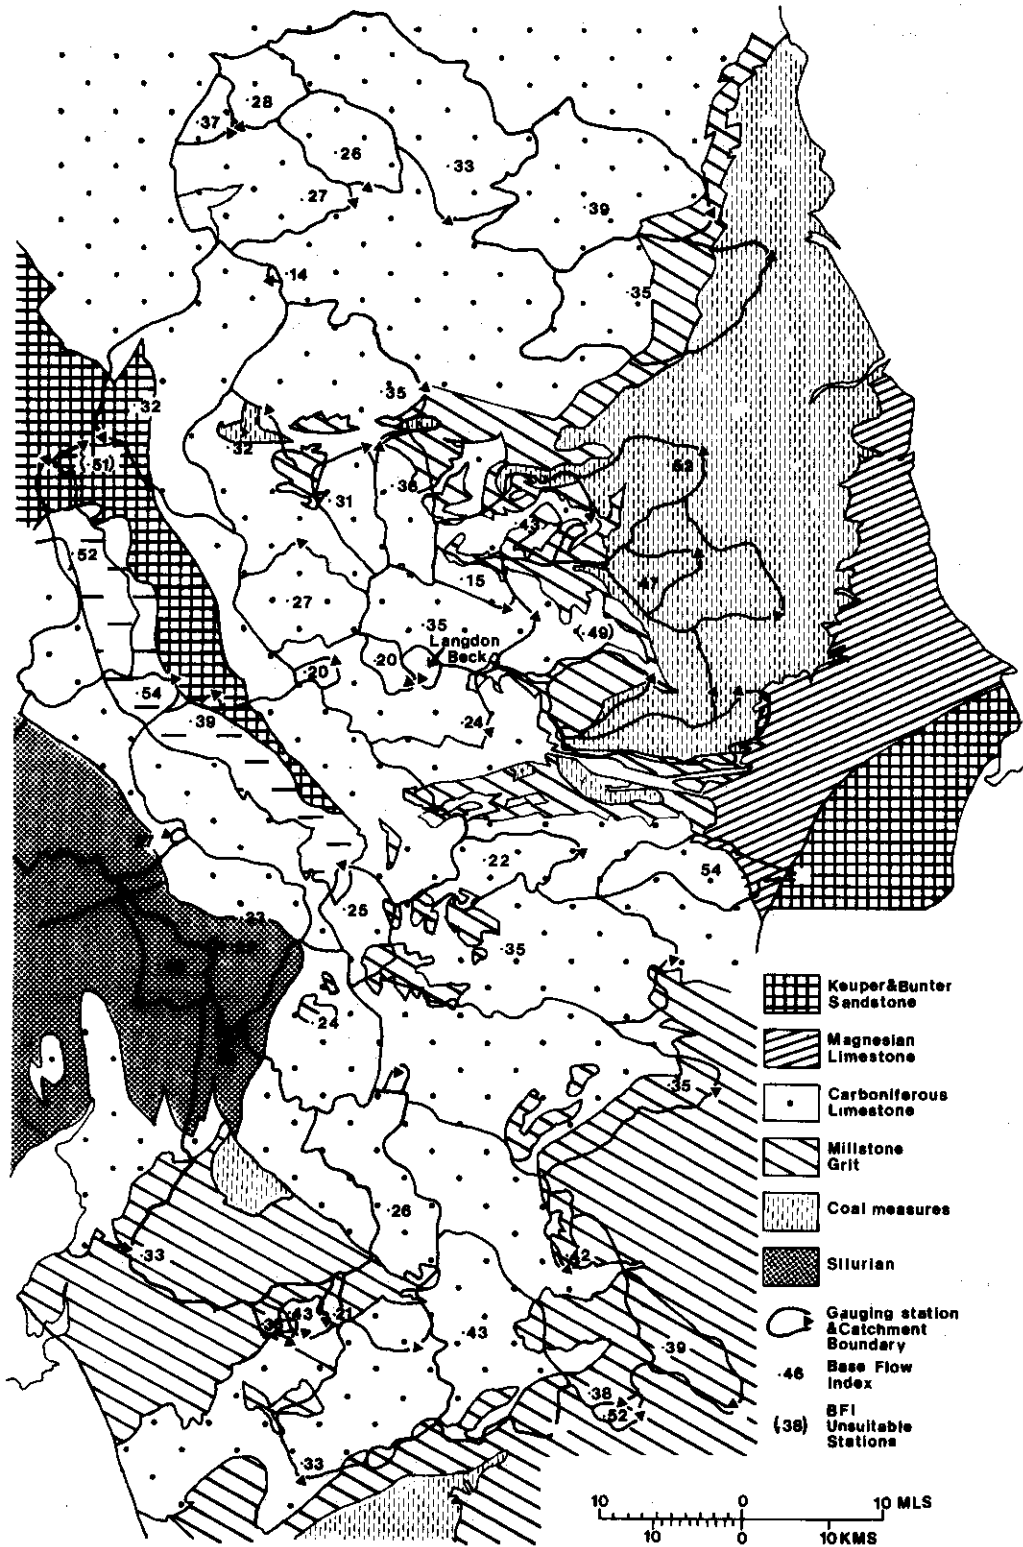 ·28
·37
·26
·33
·27
·39
·14
·35
·35
·32
·32
(·51)
·31
·36
·43
·52
·15
·47
·27
·35
(·49)
Langdon
Beck
·20
·20
·54
·39
·24
·22
·54
·25
·35
·24
·35
·26
·33
·42
·43
·21
·43
·39
·38
·52
·33
Keuper&Bunter
Sandstone
Magnesian
Limestone
Carboniferous
Limestone
Millstone
Grit
Coal measures
Silurian
Gauging station
&Catchment
Boundary
·46
Base Flow
Index
(·38)
BFI
Unsuitable
Stations
10 0 10 MLS
10 0 10 KMS